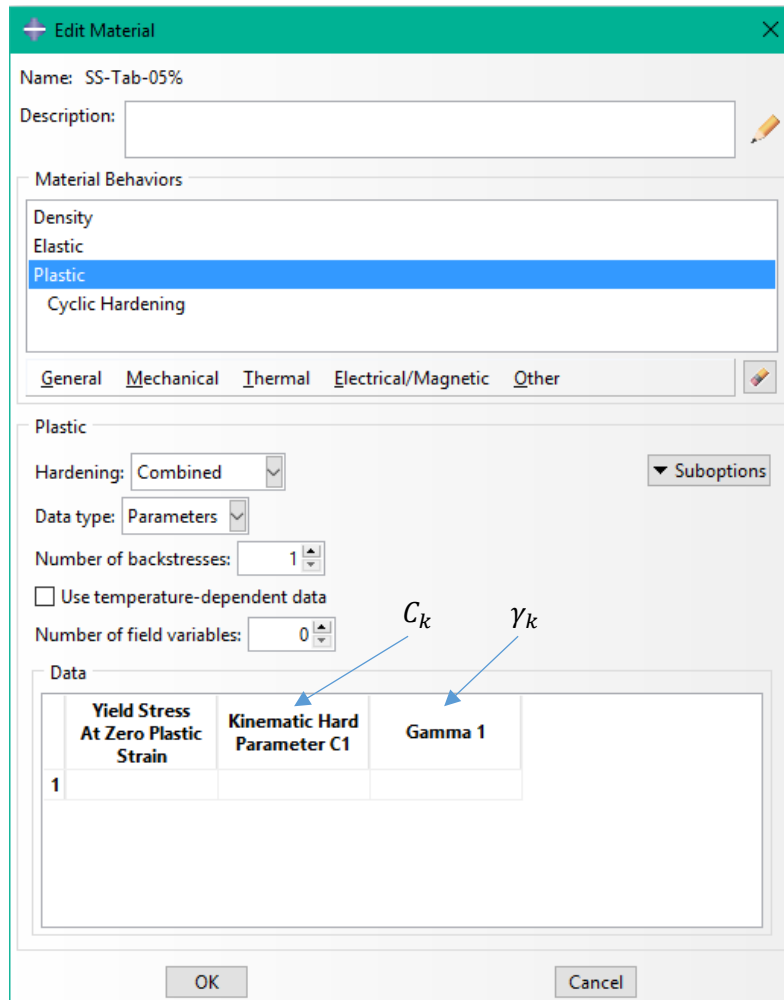 Edit Material
Name: SS-Tab-05%
Description:
Material Behaviors
Density
Elastic
Plastic
Cyclic Hardening
General Mechanical Thermal Electrical/Magnetic Other
Plastic
Hardening: Combined
Suboptions
Data type: Parameters
Number of backstresses: 1
Use temperature-dependent data
Number of field variables: 0
C_k γ_k
Data
Yield Stress
At Zero Plastic
Strain
Kinematic Hard
Parameter C1
Gamma 1
1
OK Cancel